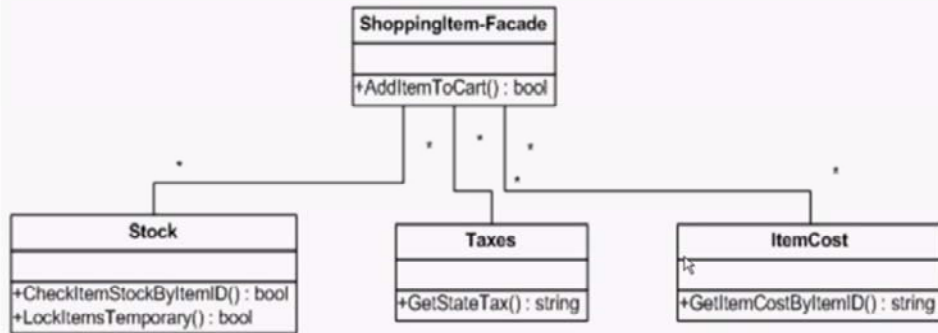 ShoppingItem-Facade
+AddItemToCart() : bool
*
*
*
*
*
*
Stock
+CheckItemStockByItemID() : bool
+LockItemsTemporary() : bool
Taxes
+GetStateTax() : string
ItemCost
+GetItemCostByItemID() : string